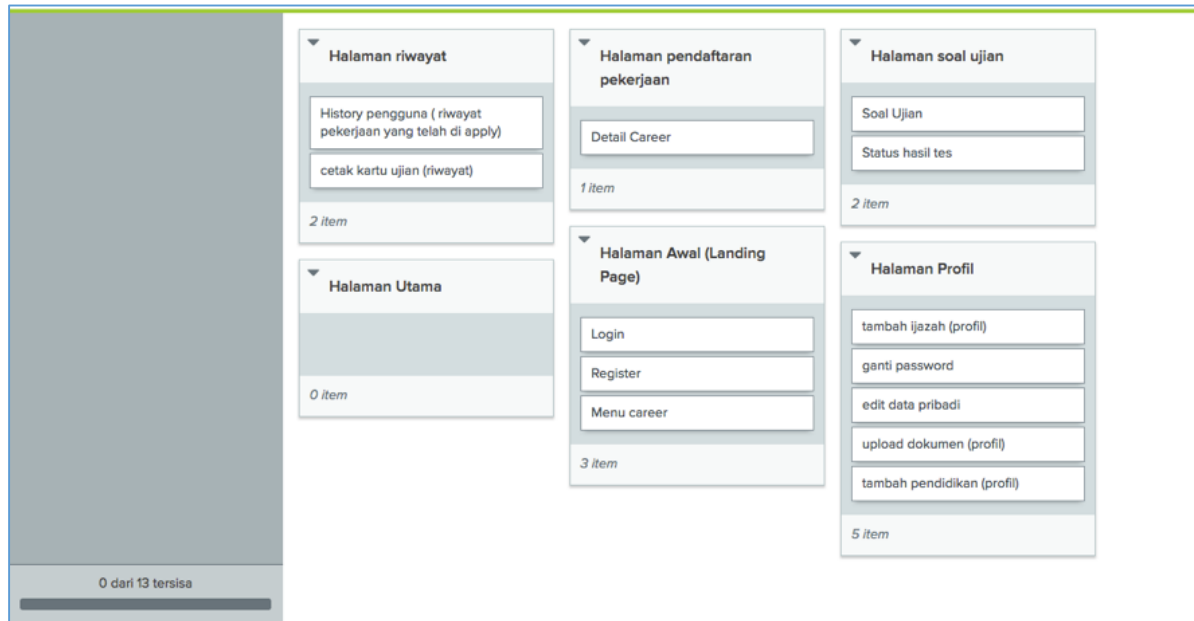 Halaman riwayat
History pengguna ( riwayat
pekerjaan yang telah di apply)
cetak kartu ujian (riwayat)
2 item
Halaman Utama
0 item
Halaman pendaftaran
pekerjaan
Detail Career
1 item
Halaman Awal (Landing
Page)
Login
Register
Menu career
3 item
Halaman soal ujian
Soal Ujian
Status hasil tes
2 item
Halaman Profil
tambah ijazah (profil)
ganti password
edit data pribadi
upload dokumen (profil)
tambah pendidikan (profil)
5 item
0 dari 13 tersisa